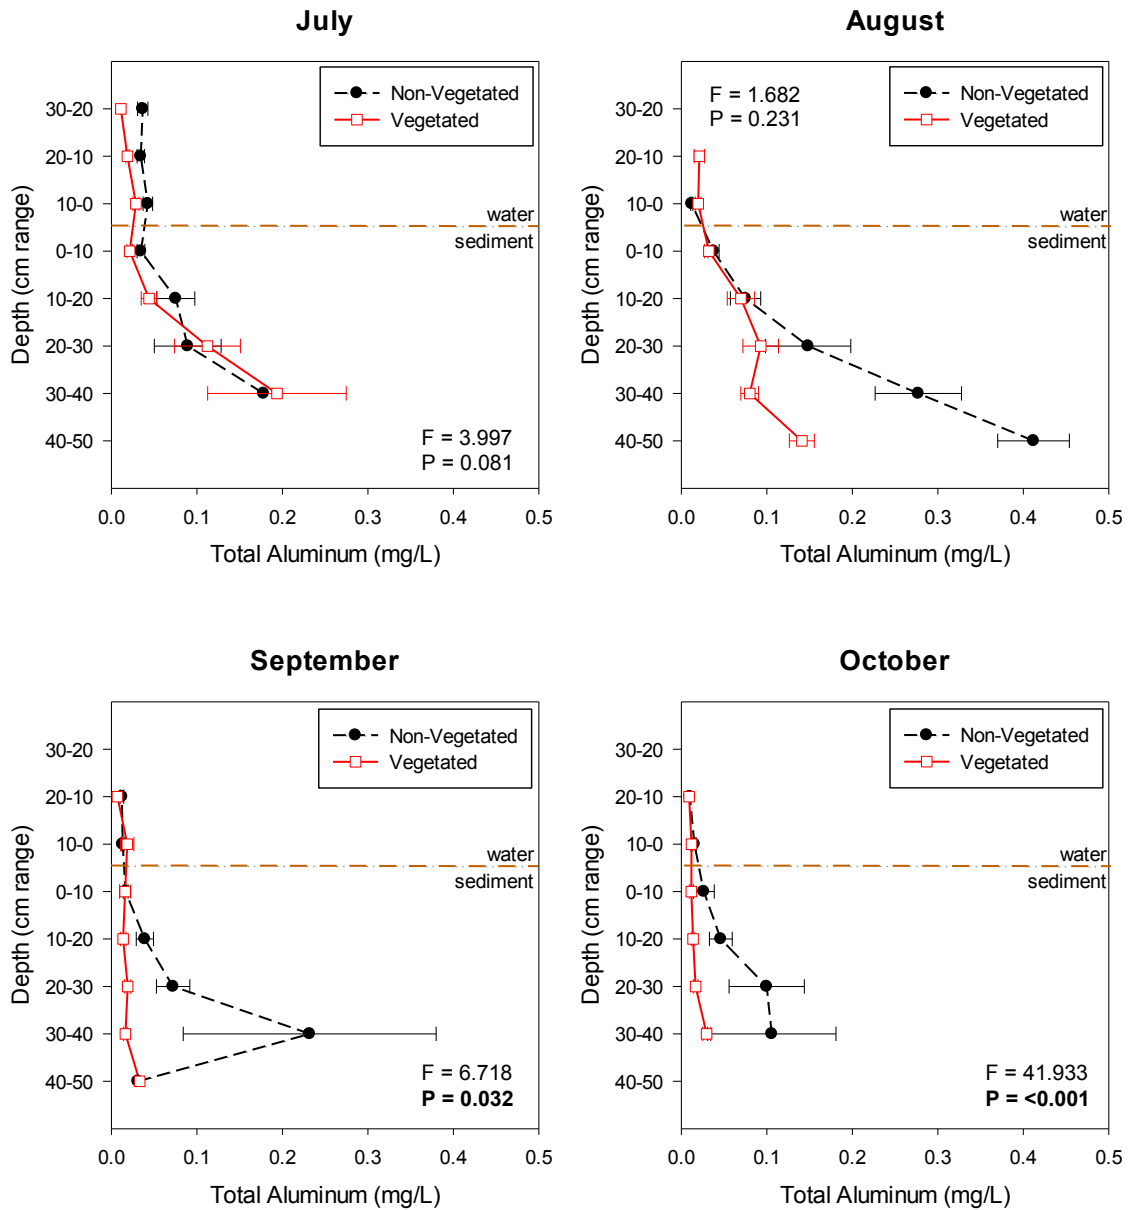 July
Non-Vegetated
Vegetated
30-20
20-10
10-0
0-10
10-20
20-30
30-40
40-50
Depth (cm range)
water
sediment
F = 3.997
P = 0.081
0.0 0.1 0.2 0.3 0.4 0.5
Total Aluminum (mg/L)
August
F = 1.682
P = 0.231
Non-Vegetated
Vegetated
30-20
20-10
10-0
0-10
10-20
20-30
30-40
40-50
Depth (cm range)
water
sediment
0.0 0.1 0.2 0.3 0.4 0.5
Total Aluminum (mg/L)
September
Non-Vegetated
Vegetated
30-20
20-10
10-0
0-10
10-20
20-30
30-40
40-50
Depth (cm range)
water
sediment
F = 6.718
P = 0.032
0.0 0.1 0.2 0.3 0.4 0.5
Total Aluminum (mg/L)
October
Non-Vegetated
Vegetated
30-20
20-10
10-0
0-10
10-20
20-30
30-40
40-50
Depth (cm range)
water
sediment
F = 41.933
P = <0.001
0.0 0.1 0.2 0.3 0.4 0.5
Total Aluminum (mg/L)